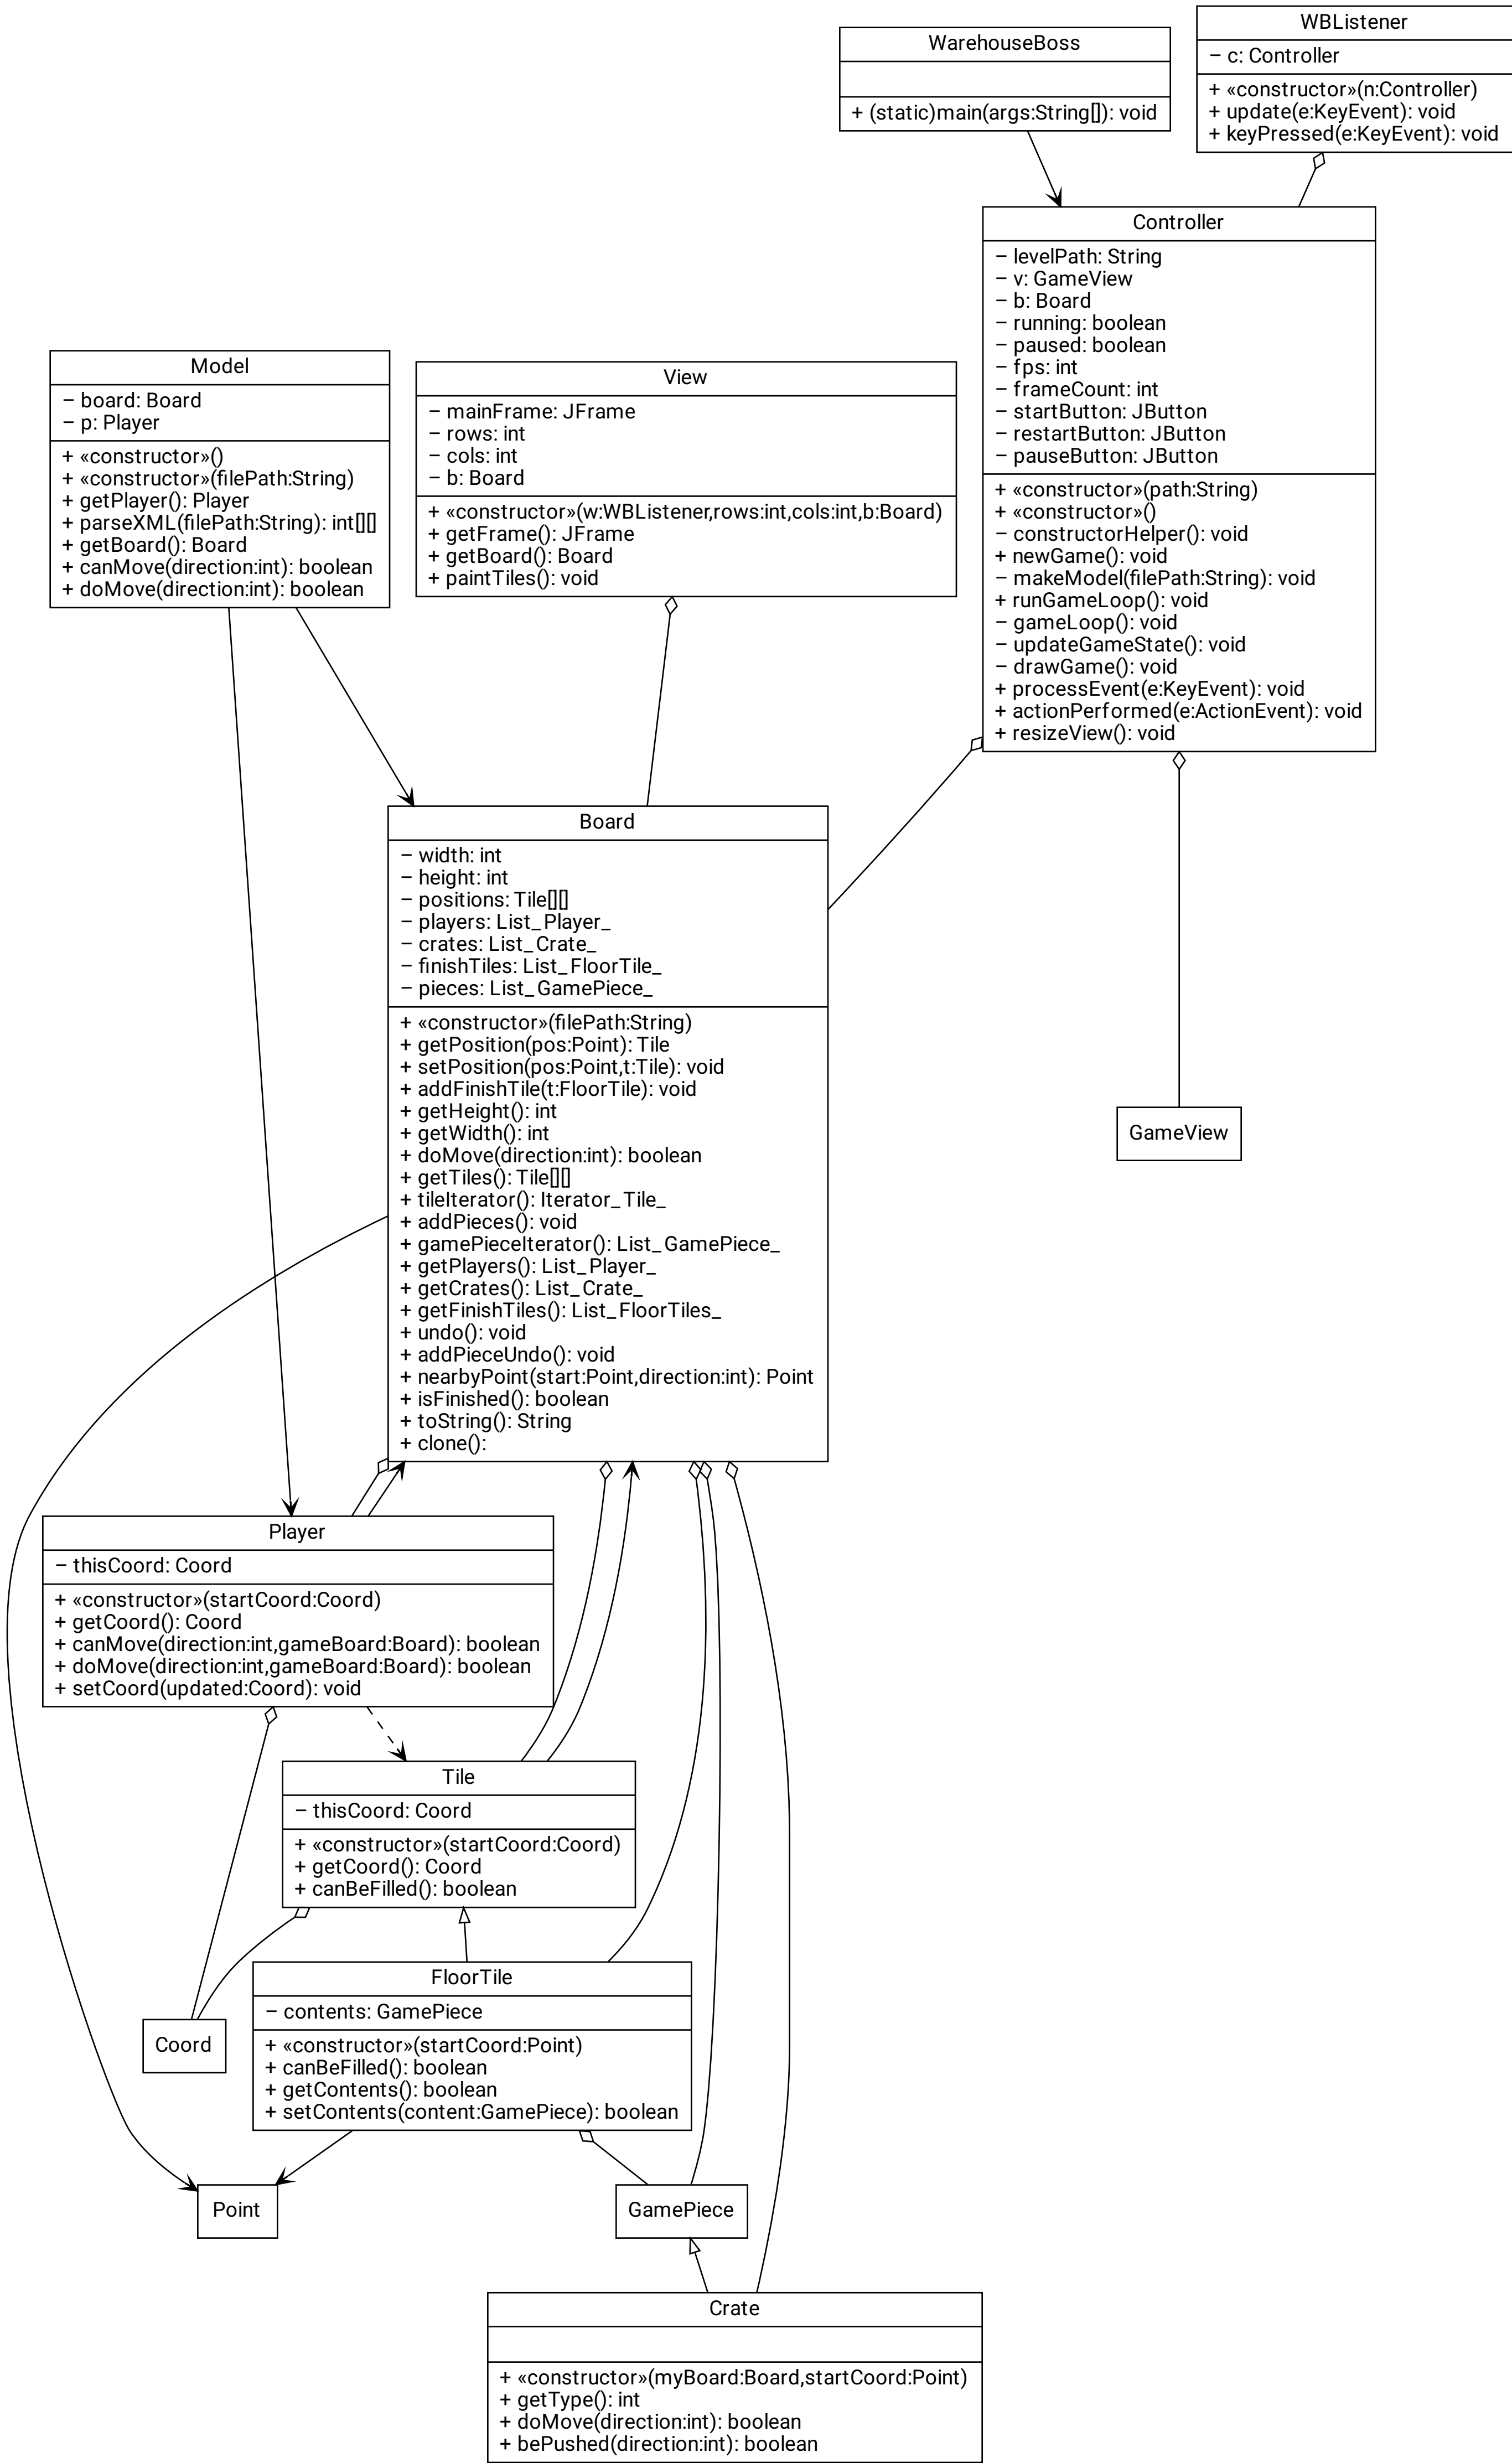 WarehouseBoss
+ (static)main(args:String[]): void
WBListener
− c: Controller
+ «constructor»(n:Controller)
+ update(e:KeyEvent): void
+ keyPressed(e:KeyEvent): void
Controller
− levelPath: String
− v: GameView
− b: Board
− running: boolean
− paused: boolean
− fps: int
− frameCount: int
− startButton: JButton
− restartButton: JButton
− pauseButton: JButton
+ «constructor»(path:String)
+ «constructor»()
− constructorHelper(): void
+ newGame(): void
− makeModel(filePath:String): void
+ runGameLoop(): void
− gameLoop(): void
− updateGameState(): void
− drawGame(): void
+ processEvent(e:KeyEvent): void
+ actionPerformed(e:ActionEvent): void
+ resizeView(): void
Model
− board: Board
− p: Player
+ «constructor»()
+ «constructor»(filePath:String)
+ getPlayer(): Player
+ parseXML(filePath:String): int[][]
+ getBoard(): Board
+ canMove(direction:int): boolean
+ doMove(direction:int): boolean
View
− mainFrame: JFrame
− rows: int
− cols: int
− b: Board
+ «constructor»(w:WBListener,rows:int,cols:int,b:Board)
+ getFrame(): JFrame
+ getBoard(): Board
+ paintTiles(): void
Board
− width: int
− height: int
− positions: Tile[][]
− players: List_Player_
− crates: List_Crate_
− finishTiles: List_FloorTile_
− pieces: List_GamePiece_
+ «constructor»(filePath:String)
+ getPosition(pos:Point): Tile
+ setPosition(pos:Point,t:Tile): void
+ addFinishTile(t:FloorTile): void
+ getHeight(): int
+ getWidth(): int
+ doMove(direction:int): boolean
+ getTiles(): Tile[][]
+ tileIterator(): Iterator_Tile_
+ addPieces(): void
+ gamePieceIterator(): List_GamePiece_
+ getPlayers(): List_Player_
+ getCrates(): List_Crate_
+ getFinishTiles(): List_FloorTiles_
+ undo(): void
+ addPieceUndo(): void
+ nearbyPoint(start:Point,direction:int): Point
+ isFinished(): boolean
+ toString(): String
+ clone():
GameView
Player
− thisCoord: Coord
+ «constructor»(startCoord:Coord)
+ getCoord(): Coord
+ canMove(direction:int,gameBoard:Board): boolean
+ doMove(direction:int,gameBoard:Board): boolean
+ setCoord(updated:Coord): void
Tile
− thisCoord: Coord
+ «constructor»(startCoord:Coord)
+ getCoord(): Coord
+ canBeFilled(): boolean
FloorTile
− contents: GamePiece
+ «constructor»(startCoord:Point)
+ canBeFilled(): boolean
+ getContents(): boolean
+ setContents(content:GamePiece): boolean
Coord
Point
GamePiece
Crate
+ «constructor»(myBoard:Board,startCoord:Point)
+ getType(): int
+ doMove(direction:int): boolean
+ bePushed(direction:int): boolean